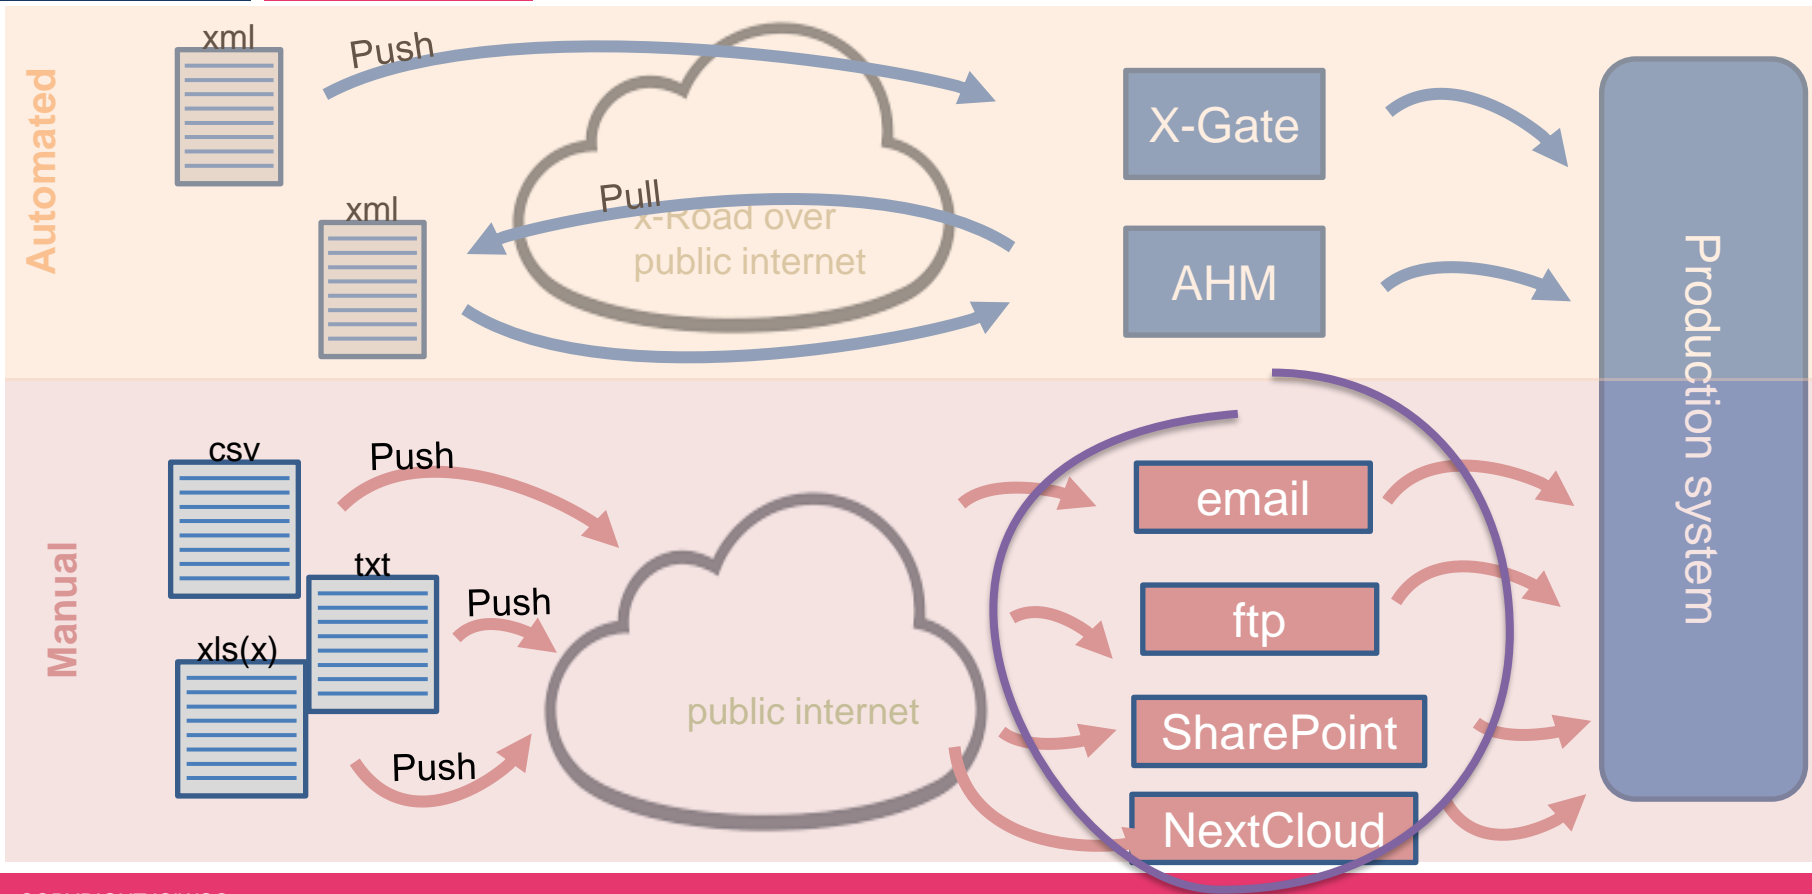 Automated
xml
Push
xml
Pull
x-Road over
public internet
X-Gate
AHM
Production system
Manual
csv
Push
txt
Push
xls(x)
Push
public internet
email
ftp
SharePoint
NextCloud